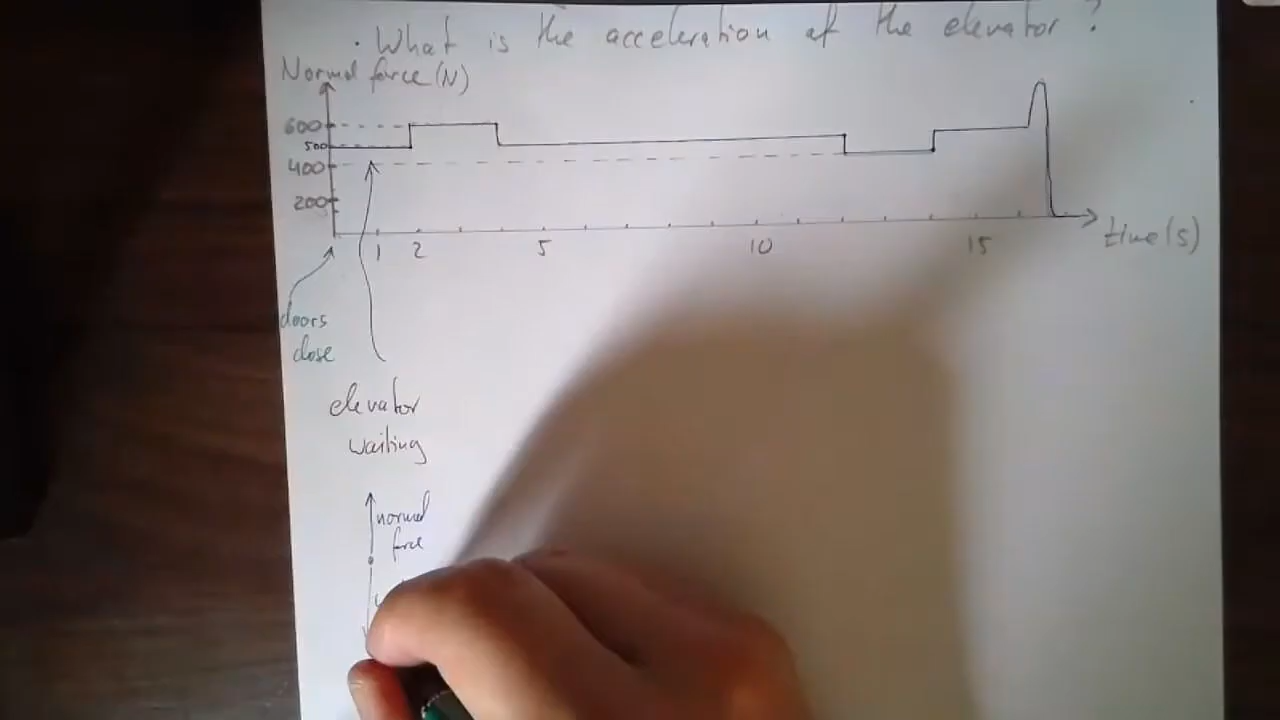 . What is the acceleration of the elevator ?
Normal force (N)
600
500
400
200
1 2 5 10 15
time(s)
doors
close
elevator
waiting
normal
force